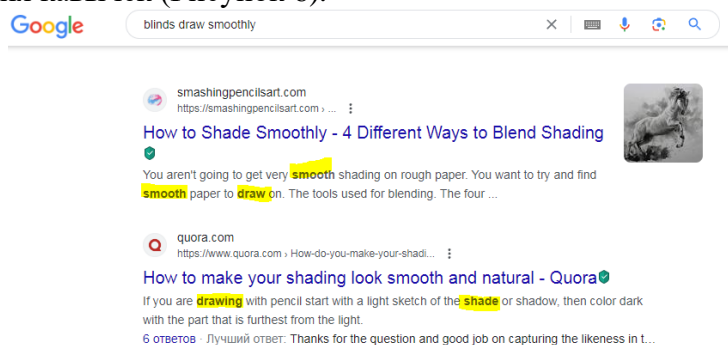 Google blinds draw smoothly
smashingpencilsart.com
https://smashingpencilsart.com › ...
How to Shade Smoothly - 4 Different Ways to Blend Shading
You aren't going to get very smooth shading on rough paper. You want to try and find
smooth paper to draw on. The tools used for blending. The four ...
quora.com
https://www.quora.com › How-do-you-make-your-shadi...
How to make your shading look smooth and natural - Quora
If you are drawing with pencil start with a light sketch of the shade or shadow, then color dark
with the part that is furthest from the light.
6 ответов · Лучший ответ: Thanks for the question and good job on capturing the likeness in t...